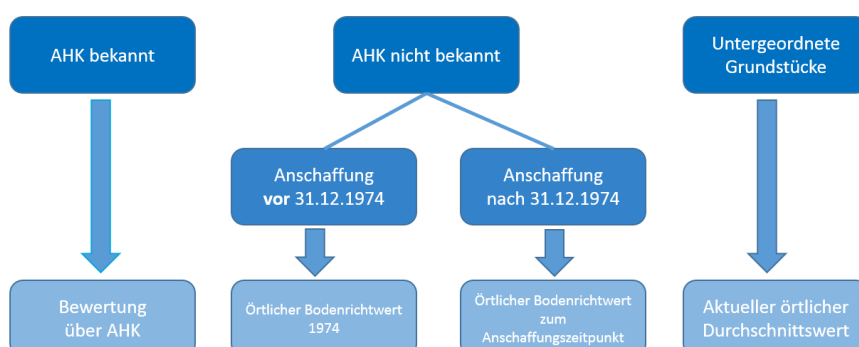 AHK bekannt
AHK nicht bekannt
Untergeordnete
Grundstücke
Anschaffung
vor 31.12.1974
Anschaffung
nach 31.12.1974
Bewertung
über AHK
Örtlicher Bodenrichtwert
1974
Örtlicher Bodenrichtwert
zum
Anschaffungszeitpunkt
Aktueller örtlicher
Durchschnittswert